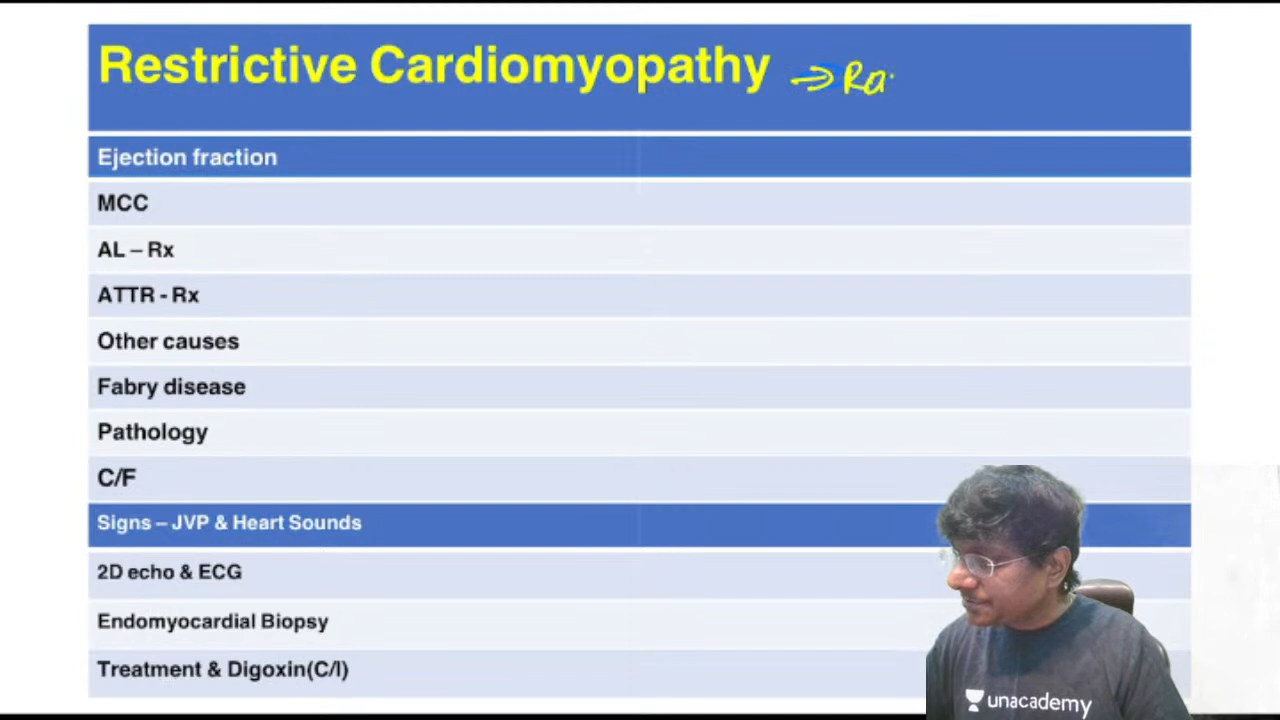 Restrictive Cardiomyopathy → Ra
Ejection fraction
MCC
AL – Rx
ATTR - Rx
Other causes
Fabry disease
Pathology
C/F
Signs – JVP & Heart Sounds
2D echo & ECG
Endomyocardial Biopsy
Treatment & Digoxin(C/I)
unacademy